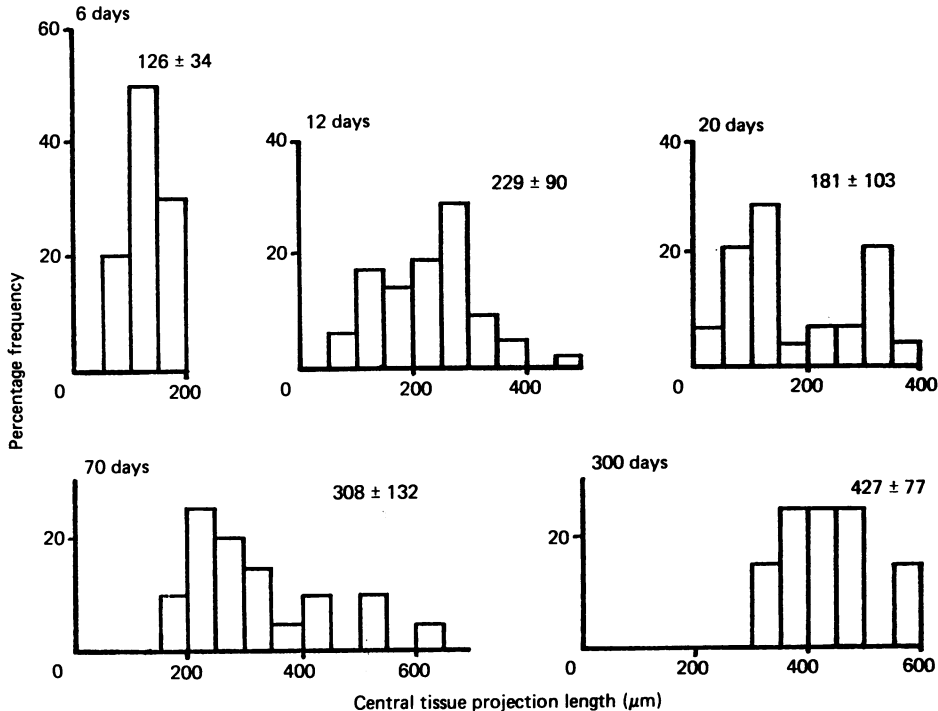 6 days
60
126 ± 34
40
20
0 200
12 days
40
229 ± 90
20
0 200 400
20 days
40
181 ± 103
20
0 200 400
Percentage frequency
70 days
308 ± 132
20
0 200 400 600
300 days
427 ± 77
20
0 200 400 600
Central tissue projection length (μm)